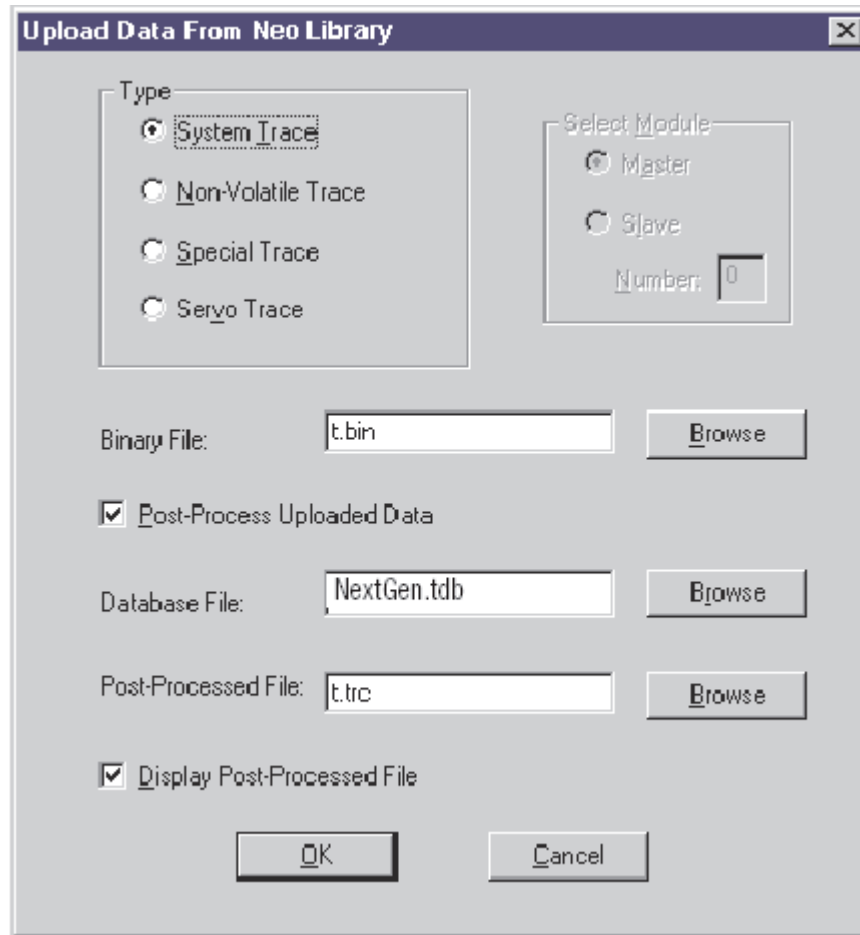 Upload Data From Neo Library
Type
System Trace
Non-Volatile Trace
Special Trace
Servo Trace
Select Module
Master
Slave
Number: 0
Binary File: t.bin Browse
Post-Process Uploaded Data
Database File: NextGen.tdb Browse
Post-Processed File: t.trc Browse
Display Post-Processed File
OK Cancel